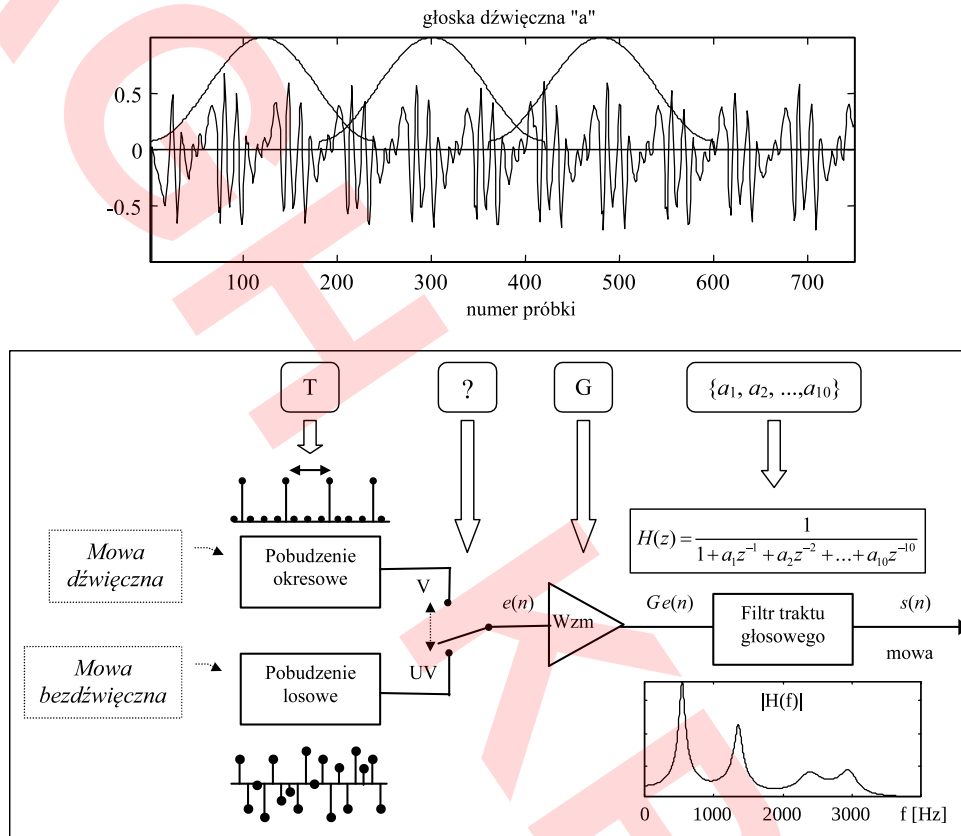 głoska dźwięczna "a"
0.5
0
-0.5
100 200 300 400 500 600 700
numer próbki
T ? G {a1, a2, ...,a10}
H(z) = 1 / (1 + a1z^-1 + a2z^-2 + ... + a10z^-10)
Mowa
dźwięczna
Pobudzenie
okresowe
V
e(n)
Wzm
Ge(n)
Filtr traktu
głosowego
s(n)
mowa
Mowa
bezdźwięczna
Pobudzenie
losowe
UV
|H(f)|
0 1000 2000 3000 f [Hz]